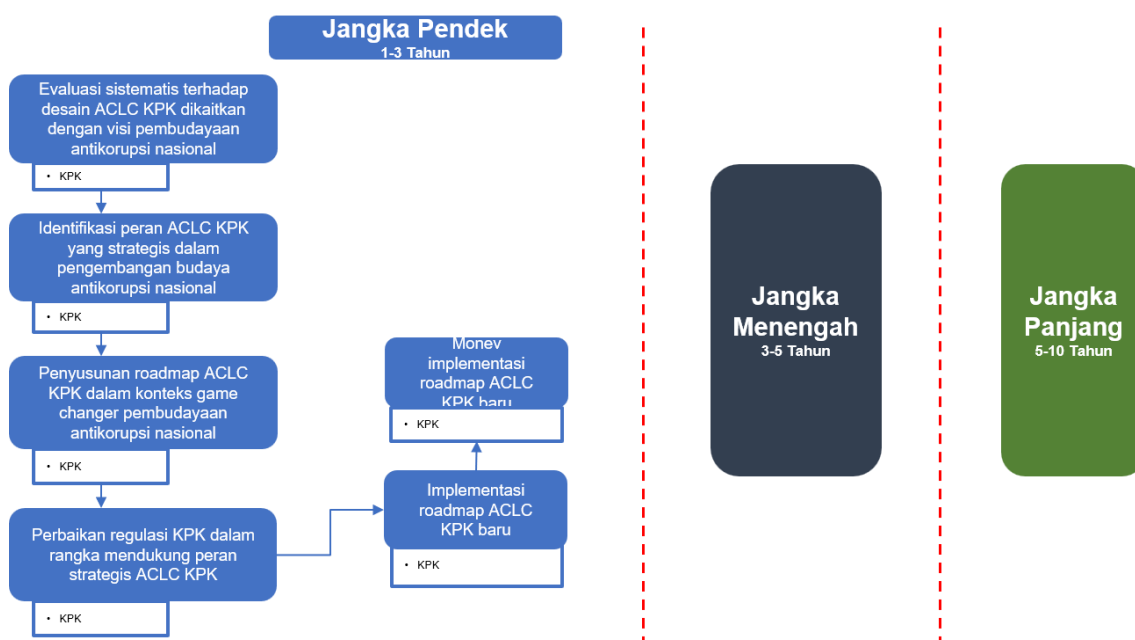 Jangka Pendek
1-3 Tahun
Evaluasi sistematis terhadap
desain ACLC KPK dikaitkan
dengan visi pembudayaan
antikorupsi nasional
• KPK
Identifikasi peran ACLC KPK
yang strategis dalam
pengembangan budaya
antikorupsi nasional
• KPK
Penyusunan roadmap ACLC
KPK dalam konteks game
changer pembudayaan
antikorupsi nasional
• KPK
Perbaikan regulasi KPK dalam
rangka mendukung peran
strategis ACLC KPK
• KPK
Monev
implementasi
roadmap ACLC
KPK baru
• KPK
Implementasi
roadmap ACLC
KPK baru
• KPK
Jangka
Menengah
3-5 Tahun
Jangka
Panjang
5-10 Tahun